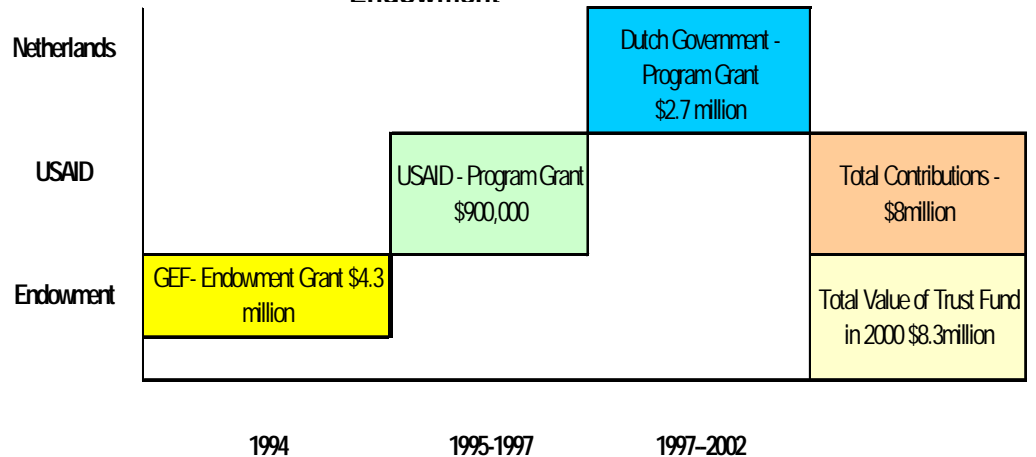 Endowment
Netherlands
Dutch Government -
Program Grant
$2.7 million
USAID
USAID - Program Grant
$900,000
Total Contributions -
$8million
Endowment
GEF- Endowment Grant $4.3
million
Total Value of Trust Fund
in 2000 $8.3million
1994
1995-1997
1997–2002